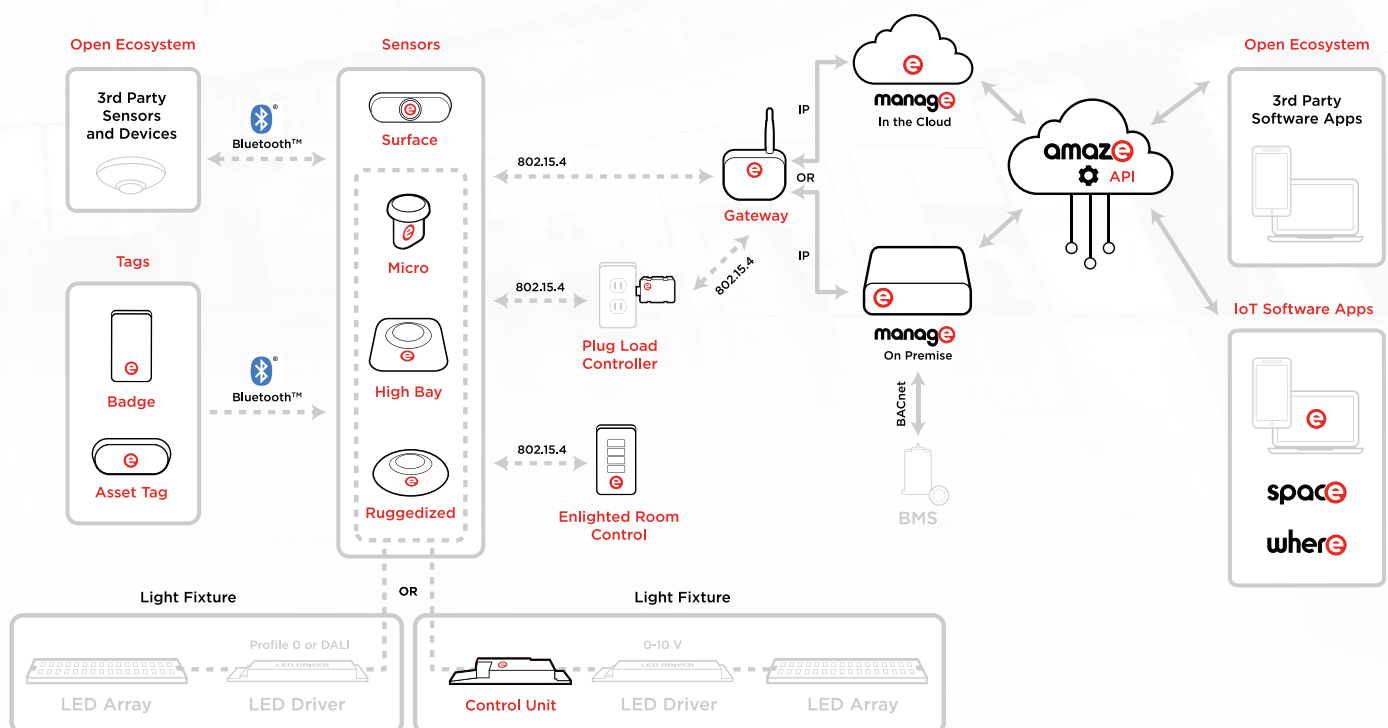 Open Ecosystem
3rd Party
Sensors
and Devices
Bluetooth™
Tags
Badge
Asset Tag
Bluetooth™
Sensors
Surface
Micro
High Bay
Ruggedized
802.15.4
802.15.4
802.15.4
802.15.4
Gateway
Plug Load
Controller
Enlighted Room
Control
IP
OR
IP
manage
In the Cloud
manage
On Premise
BACnet
BMS
amaze
API
Open Ecosystem
3rd Party
Software Apps
IoT Software Apps
space
where
OR
Light Fixture
Profile 0 or DALI
LED DRIVER
LED Array
LED Driver
Light Fixture
0-10 V
LED DRIVER
Control Unit
LED Driver
LED Array